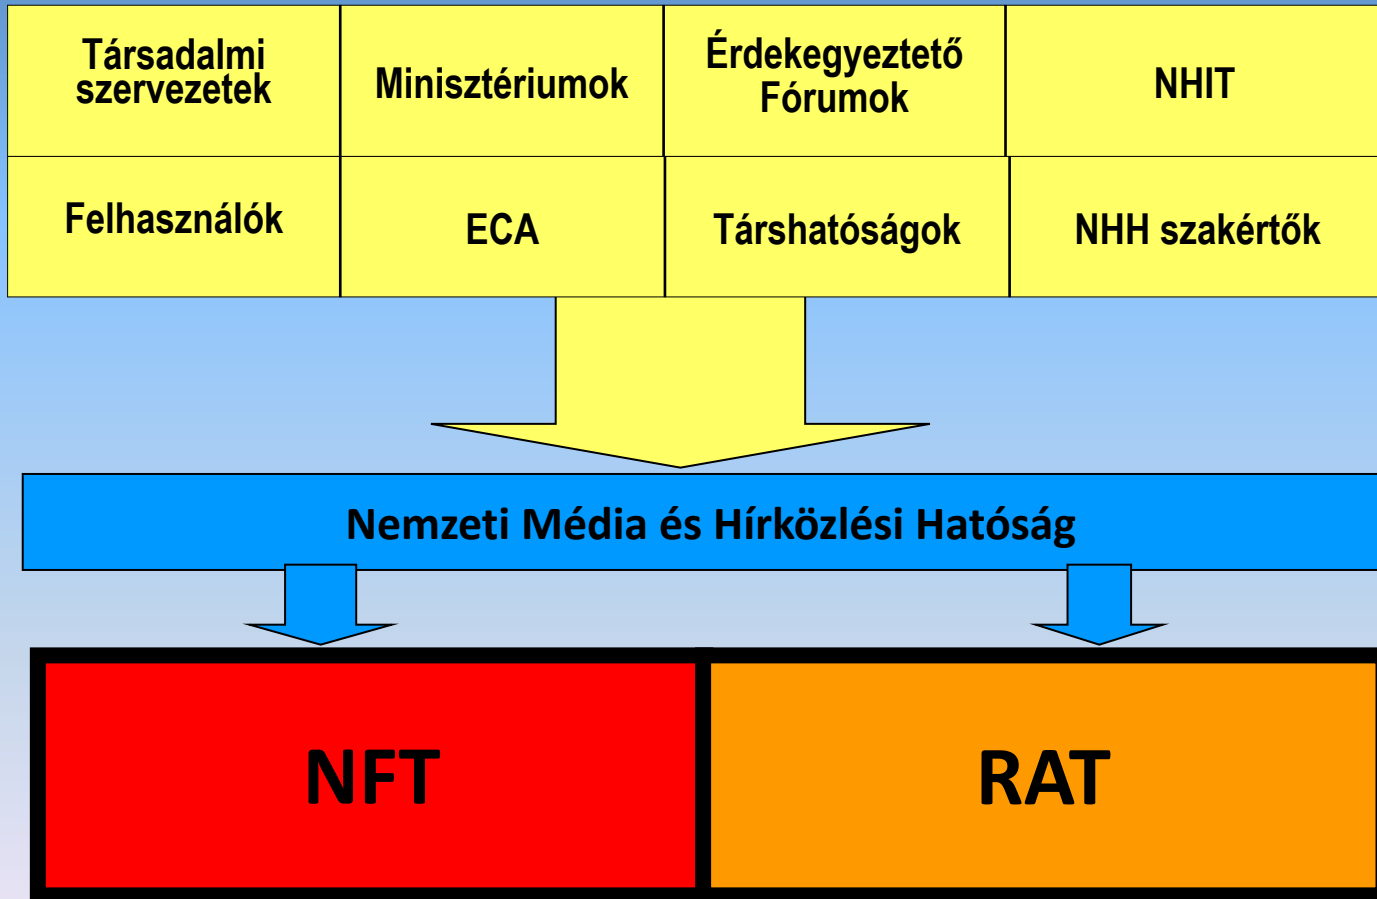 Társadalmi
szervezetek
Minisztériumok
Érdekegyeztető
Fórumok
NHIT
Felhasználók
ECA
Társhatóságok
NHH szakértők
Nemzeti Média és Hírközlési Hatóság
NFT
RAT